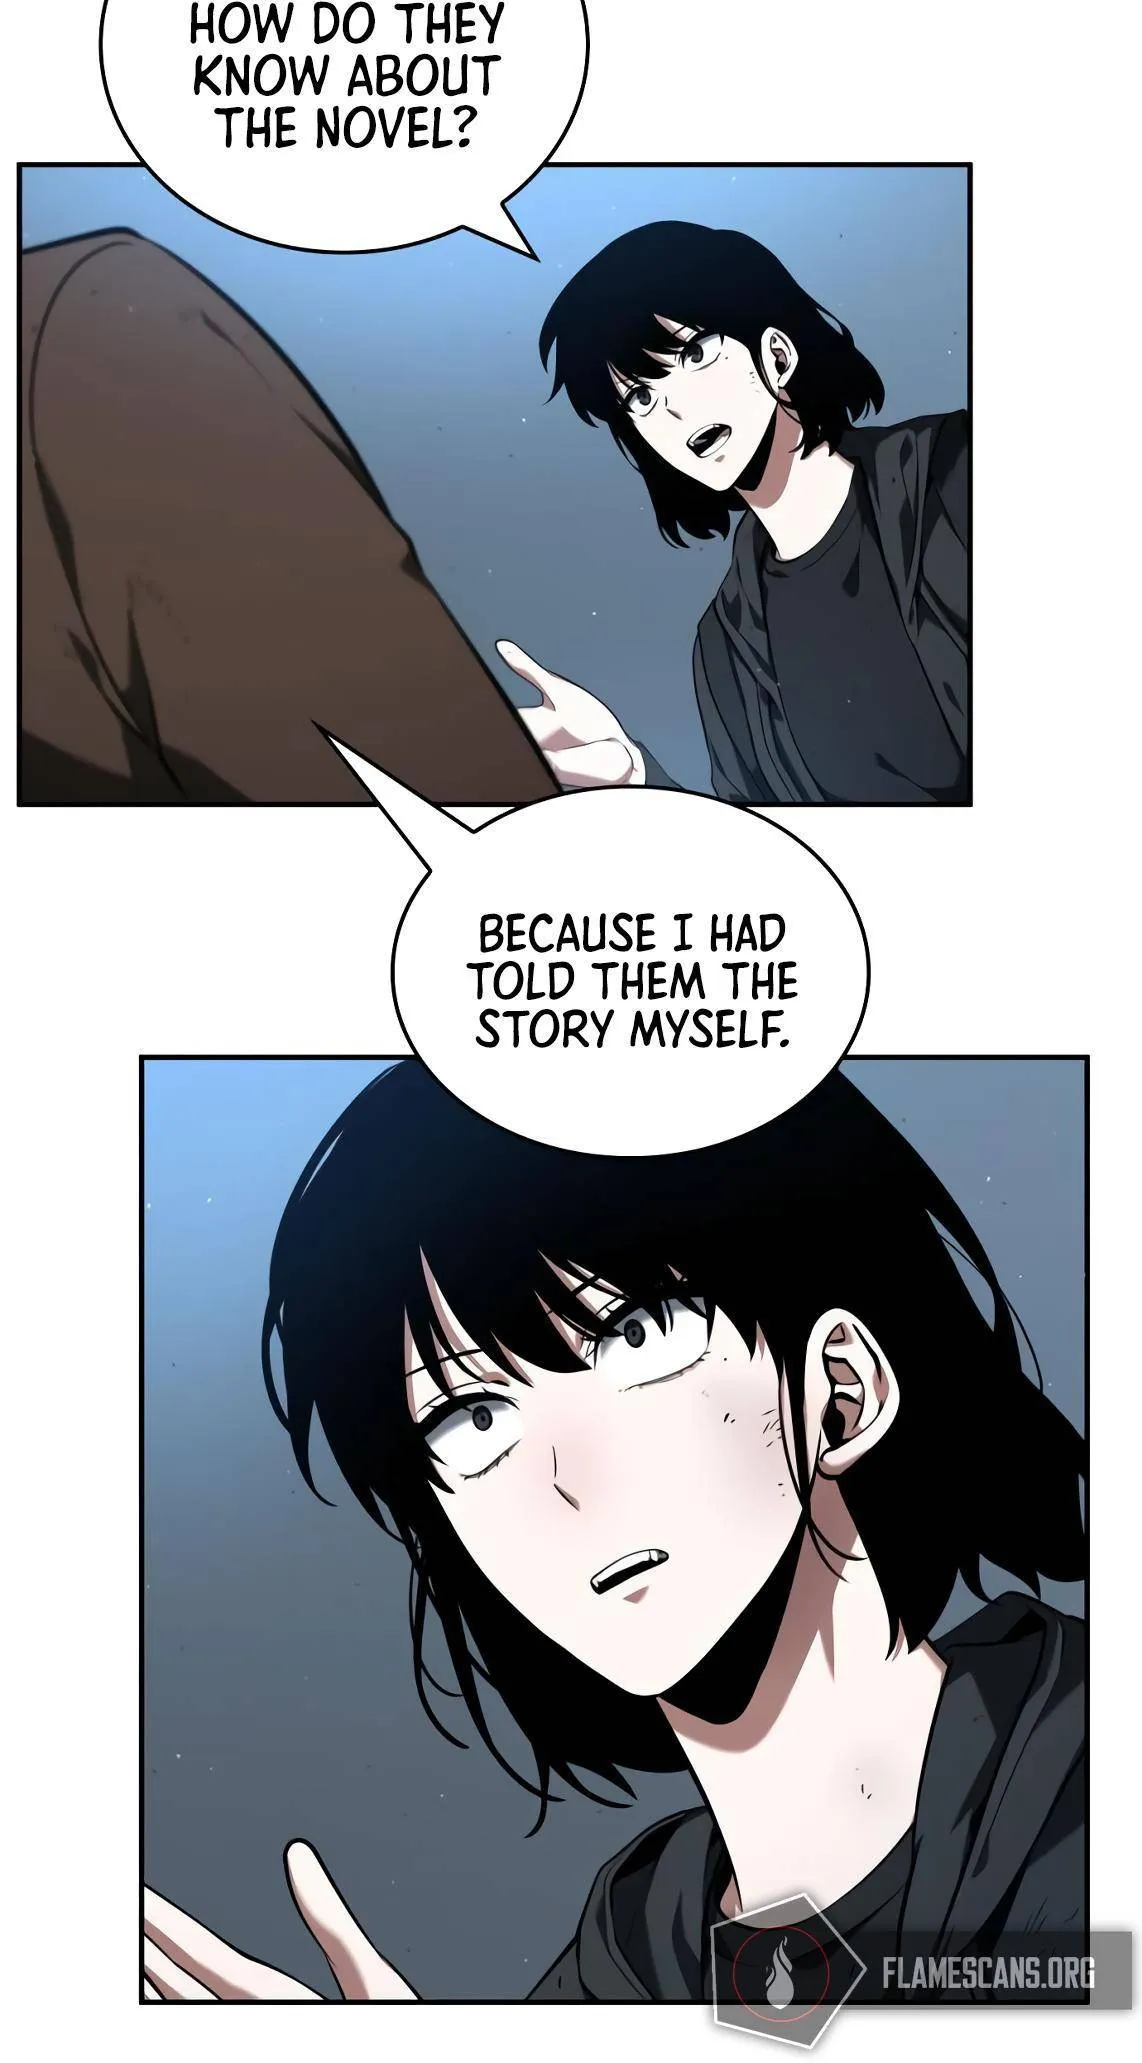 HOW DO THEY
KNOW ABOUT
THE NOVEL?
BECAUSE I HAD
TOLD THEM THE
STORY MYSELF.
FLAMESCANS.ORG